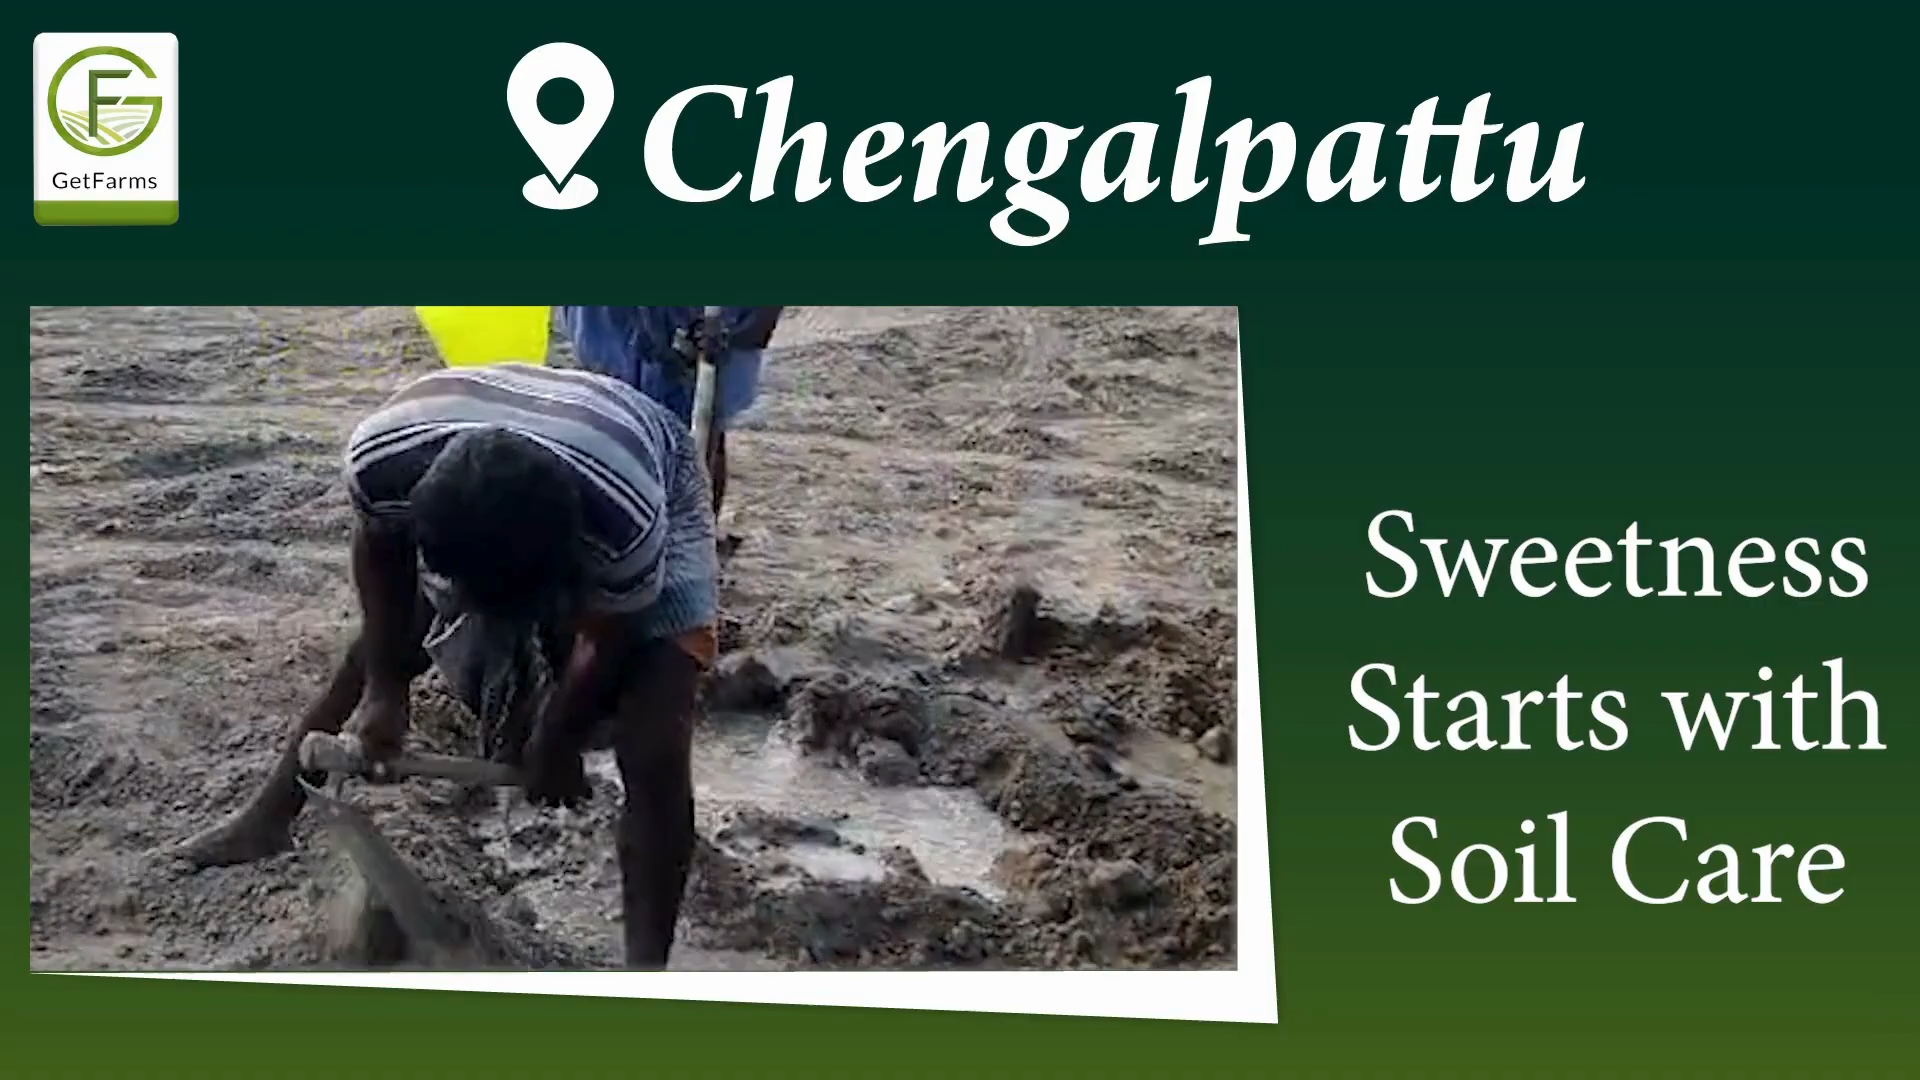 GetFarms
Chengalpattu
Sweetness
Starts with
Soil Care